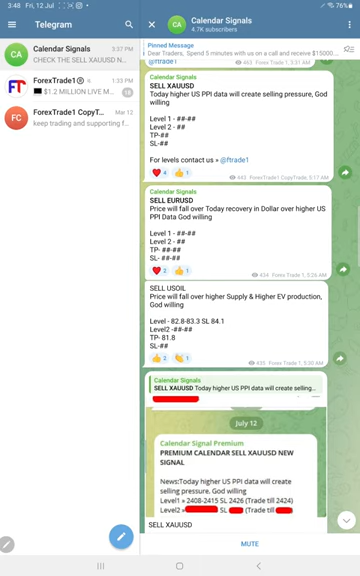 3:48 Fri, 12 Jul
76%
Telegram
Calendar Signals
4.7K subscribers
Calendar Signals 3:37 PM
CHECK THE SELL XAUUSD N...
ForexTrade1 1:33 PM
$1.2 MILLION LIVE M...
18
ForexTrade1 CopyT... Mar 12
keep trading and supporting f...
Pinned Message
Dear Traders, Spend 5 minutes with us on a call and receive $15000...
@ftrade1
463 ForexTrade 1, 3:31 AM
Calendar Signals
SELL XAUUSD
Today higher US PPI data will create selling pressure, God
willing
Level 1 - ##-##
Level 2 - ##
TP-##
SL-##
For levels contact us » @ftrade1
4 1
443 ForexTrade1 CopyTrade, 5:17 AM
Calendar Signals
SELL EURUSD
Price will fall over Today recovery in Dollar over higher US
PPI Data God willing
Level 1 - ##-##
Level 2 - ##
TP- ##-##
SL- ##-##
2 1
434 Forex Trade 1, 5:26 AM
SELL USOIL
Price will fall over higher Supply & Higher EV production,
God willing
Level - 82.8-83.3 SL 84.1
Level2 -##-##
TP- 81.8
SL-##
2 1
435 Forex Trade 1, 5:30 AM
Calendar Signals
SELL XAUUSD Today higher US PPI data will create selling...
July 12
Calendar Signal Premium
PREMIUM CALENDAR SELL XAUUSD NEW
SIGNAL
News:Today higher US PPI data will create
selling pressure, God willing
Level1 » 2408-2415 SL 2426 (Trade till 2424)
Level2 » SL (Trade till
SELL XAUUSD
MUTE